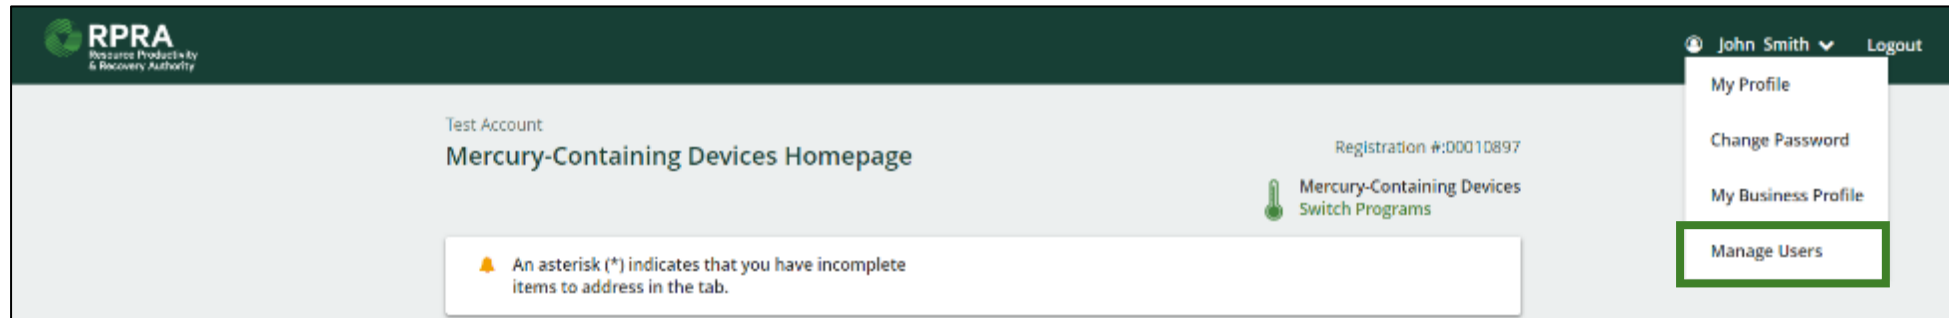 RPRA
Resource Productivity
& Recovery Authority
John Smith
Logout
My Profile
Change Password
My Business Profile
Manage Users
Test Account
Mercury-Containing Devices Homepage
Registration #:00010897
Mercury-Containing Devices
Switch Programs
An asterisk (*) indicates that you have incomplete
items to address in the tab.